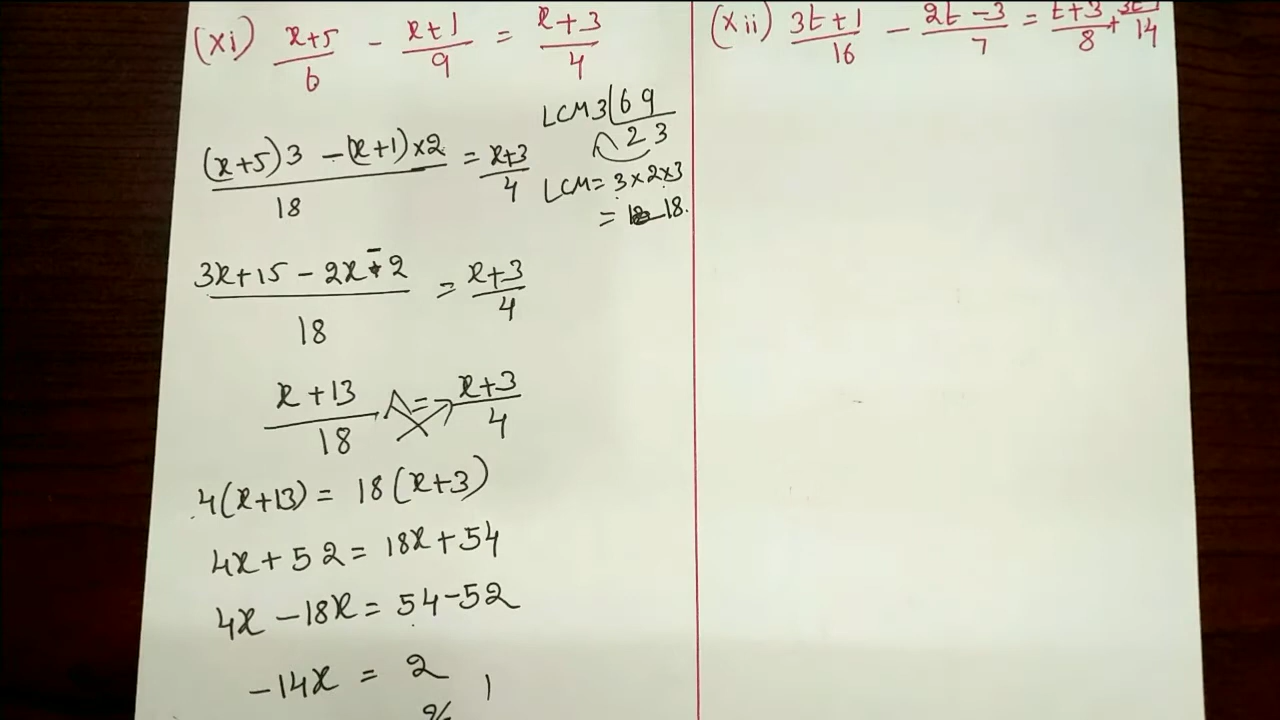 (xi) (x+5)/6 - (x+1)/9 = (x+3)/4
LCM 3|6 9
2 3
LCM = 3×2×3
= 18.
((x+5)3 - (x+1)×2)/18 = (x+3)/4
(3x+15 - 2x-2)/18 = (x+3)/4
(x+13)/18 = (x+3)/4
4(x+13) = 18(x+3)
4x+52 = 18x+54
4x - 18x = 54-52
-14x = 2
(xii) (3t+1)/16 - (2t-3)/7 = (t+3)/8 +
14